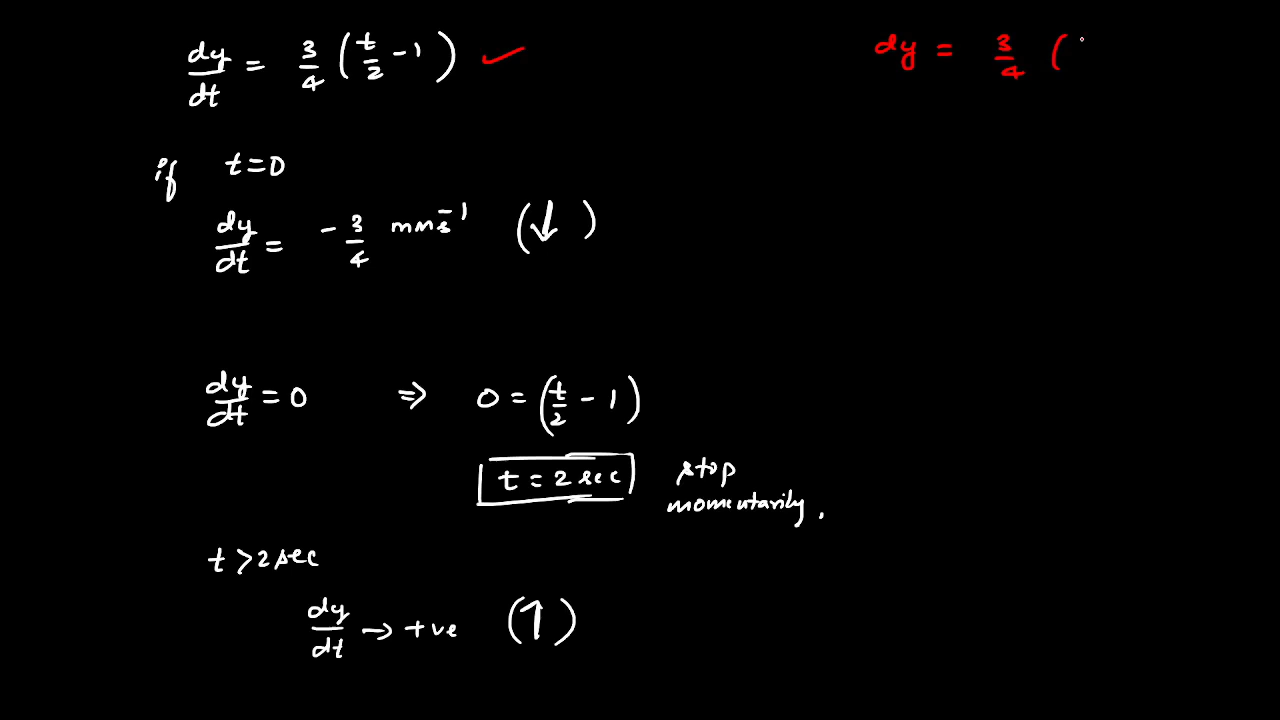 dy/dt = 3/4 (t/2 - 1) ✓
dy = 3/4 (
if t = 0
dy/dt = - 3/4 mms⁻¹ (↓)
dy/dt = 0 ⇒ 0 = (t/2 - 1)
t = 2 sec stop
momentarily.
t > 2 sec
dy/dt → +ve (↑)